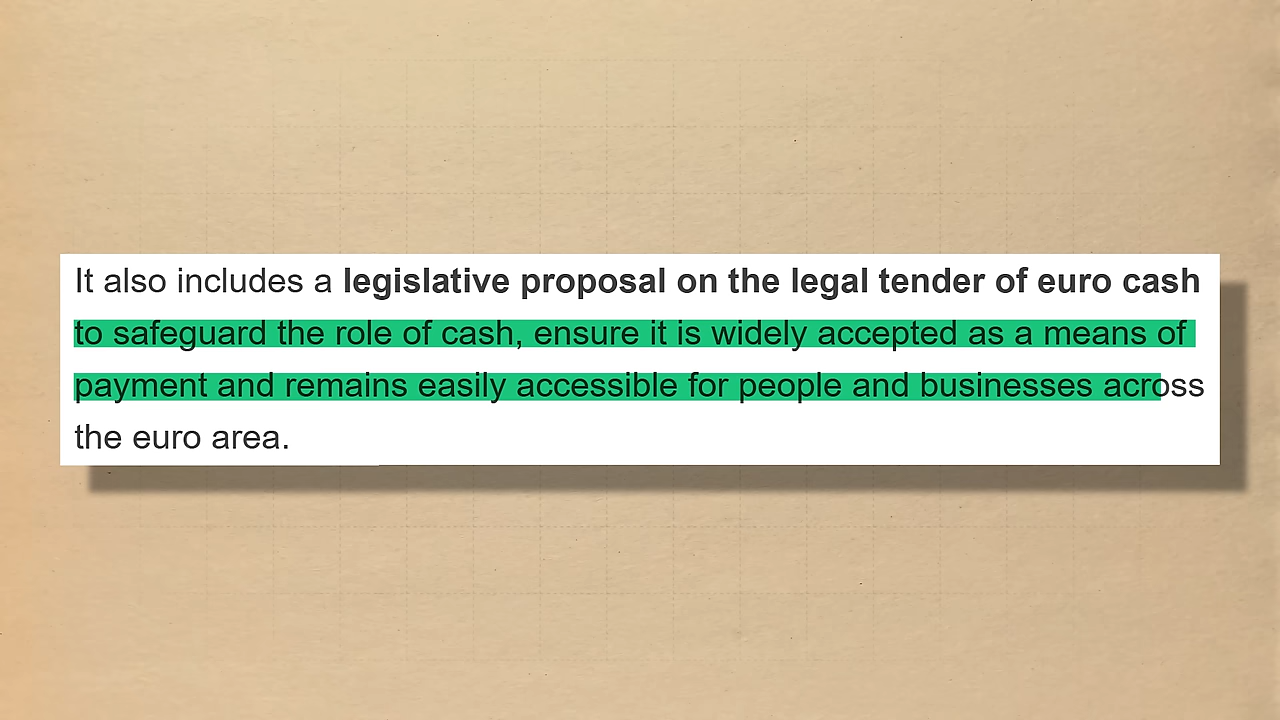 It also includes a legislative proposal on the legal tender of euro cash
to safeguard the role of cash, ensure it is widely accepted as a means of
payment and remains easily accessible for people and businesses across
the euro area.